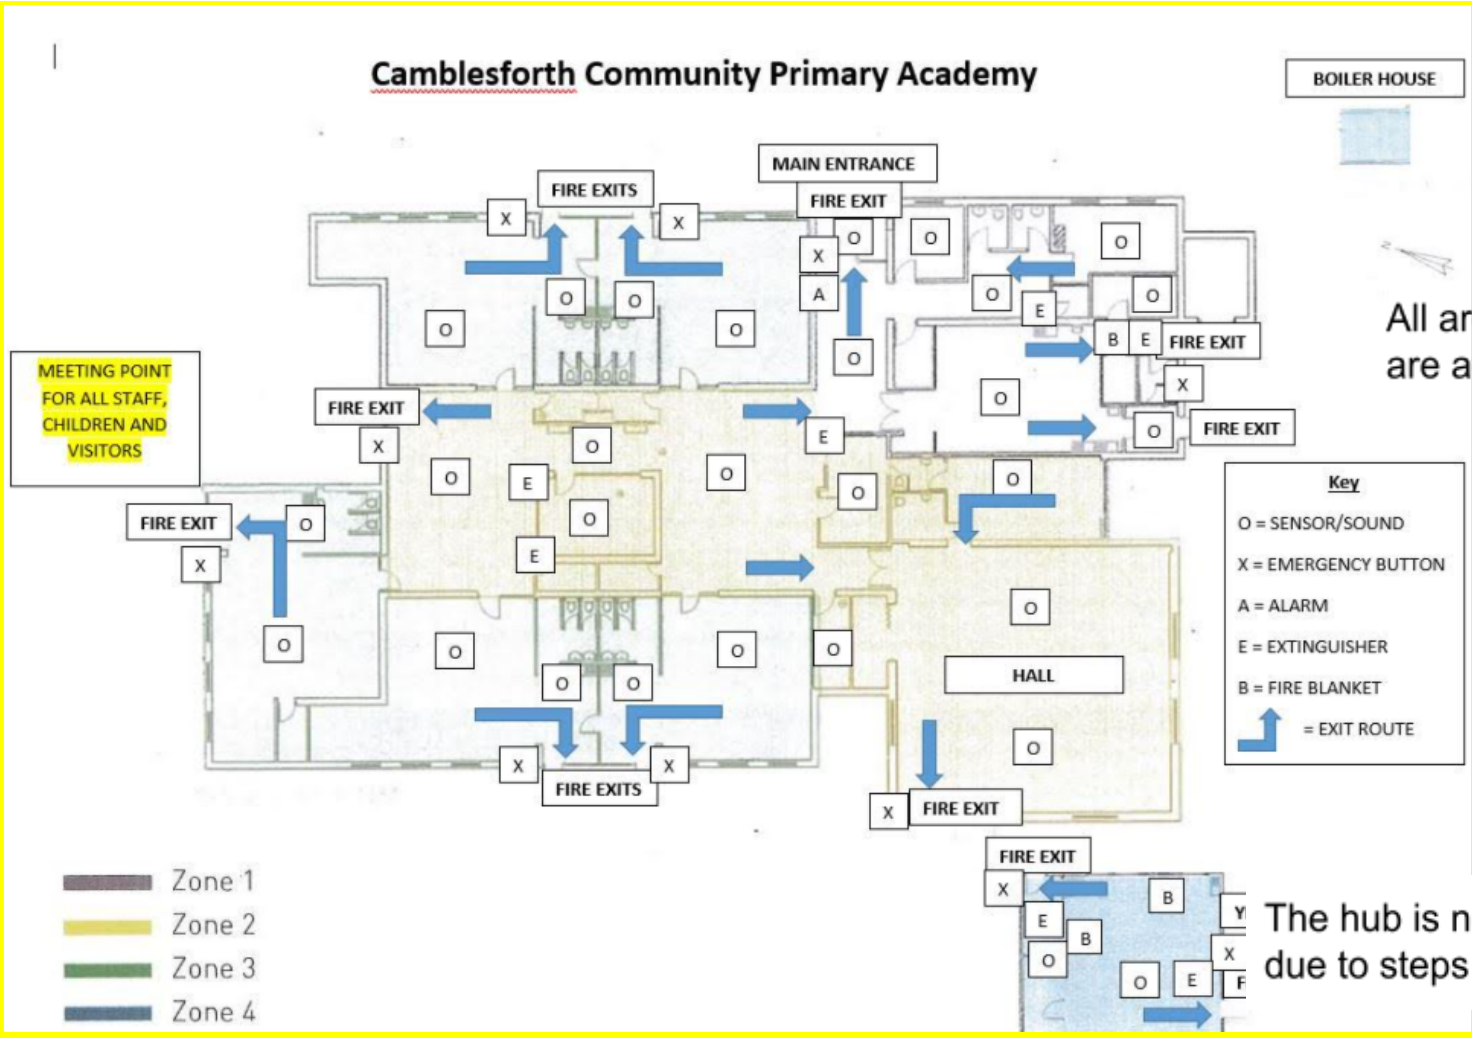 Camblesforth Community Primary Academy
BOILER HOUSE
MAIN ENTRANCE
FIRE EXITS
FIRE EXIT
X
X
O
O
O
X
O
A
O
O
O
E
O
O
O
O
O
B
E
FIRE EXIT
All ar
are a
MEETING POINT
FOR ALL STAFF,
CHILDREN AND
VISITORS
FIRE EXIT
X
O
X
O
FIRE EXIT
E
O
O
O
E
O
O
FIRE EXIT
O
X
O
E
O
O
O
O
O
O
O
O
HALL
O
X
FIRE EXITS
X
X
FIRE EXIT
Key
O = SENSOR/SOUND
X = EMERGENCY BUTTON
A = ALARM
E = EXTINGUISHER
B = FIRE BLANKET
= EXIT ROUTE
FIRE EXIT
X
B
E
B
O
O
E
X
The hub is n
due to steps
Zone 1
Zone 2
Zone 3
Zone 4